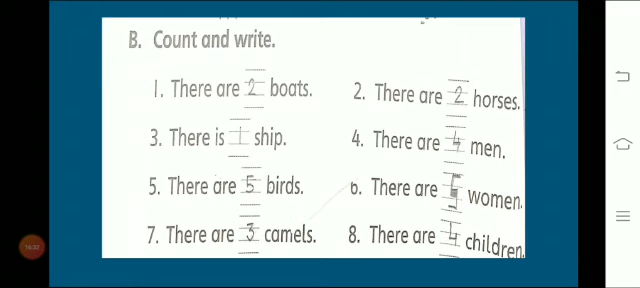 B. Count and write.
1. There are 2 boats.
2. There are 2 horses.
3. There is 1 ship.
4. There are 4 men.
5. There are 5 birds.
6. There are women.
7. There are 3 camels.
8. There are 4 children.
16:32